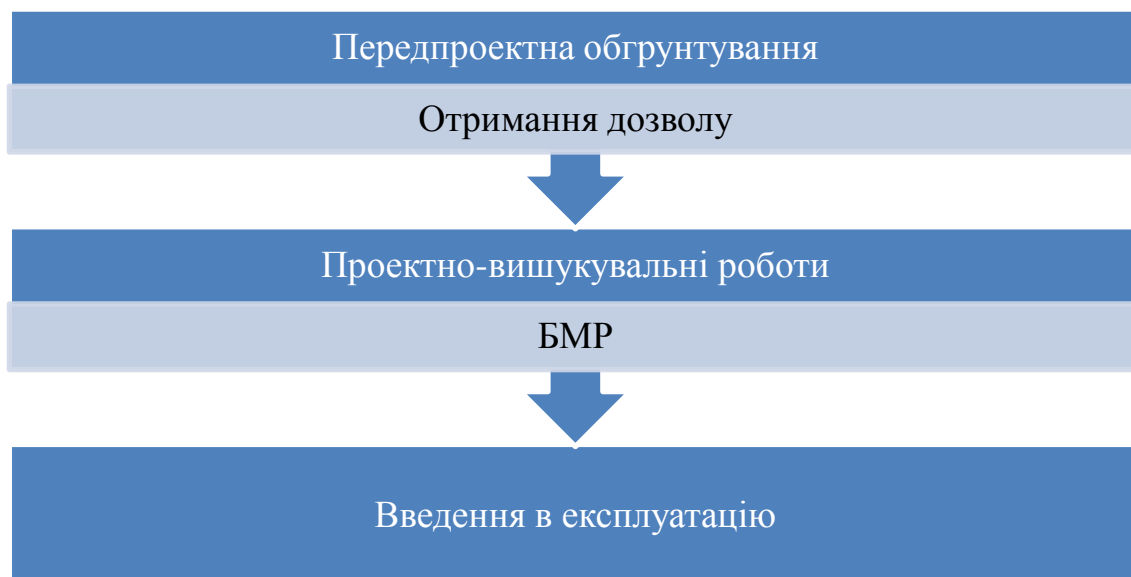 Передпроектна обгрунтування
Отримання дозволу
Проектно-вишукувальні роботи
БМР
Введення в експлуатацію